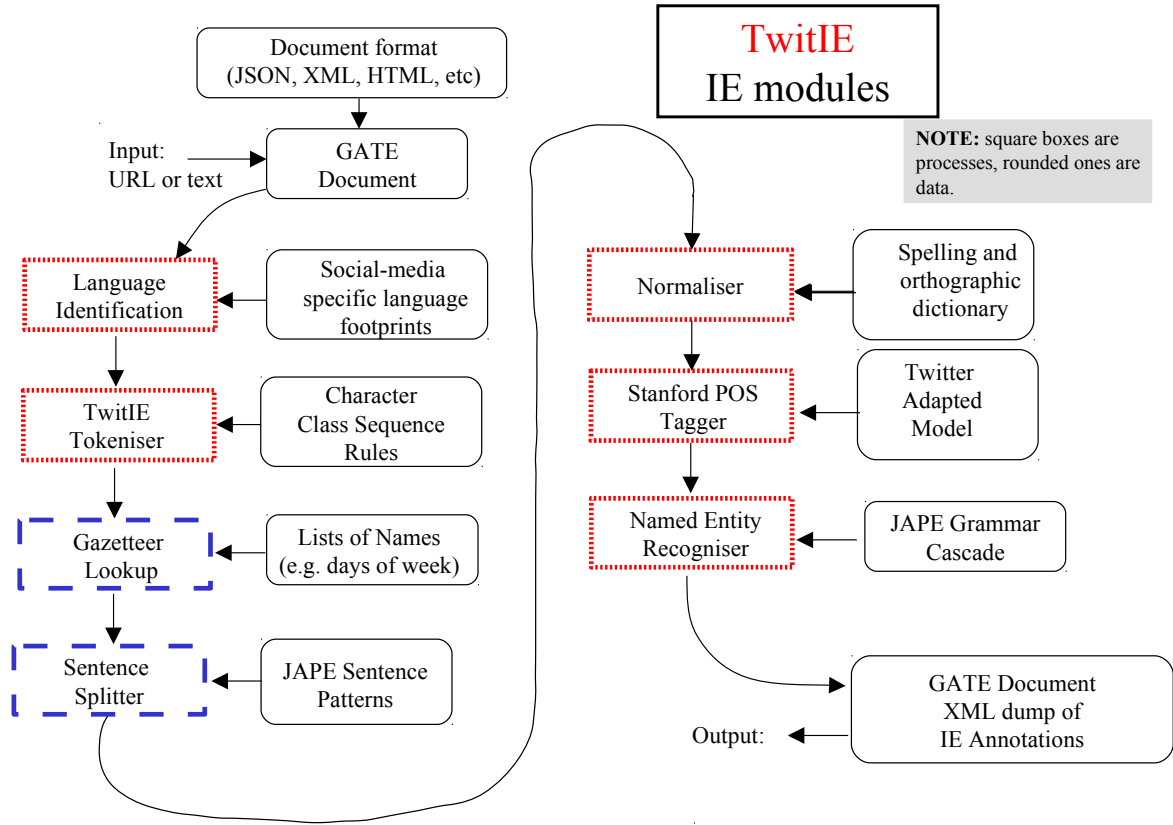 TwitIE
IE modules
NOTE: square boxes are
processes, rounded ones are
data.
Document format
(JSON, XML, HTML, etc)
Input:
URL or text
GATE
Document
Language
Identification
Social-media
specific language
footprints
TwitIE
Tokeniser
Character
Class Sequence
Rules
Gazetteer
Lookup
Lists of Names
(e.g. days of week)
Sentence
Splitter
JAPE Sentence
Patterns
Normaliser
Spelling and
orthographic
dictionary
Stanford POS
Tagger
Twitter
Adapted
Model
Named Entity
Recogniser
JAPE Grammar
Cascade
GATE Document
XML dump of
IE Annotations
Output: